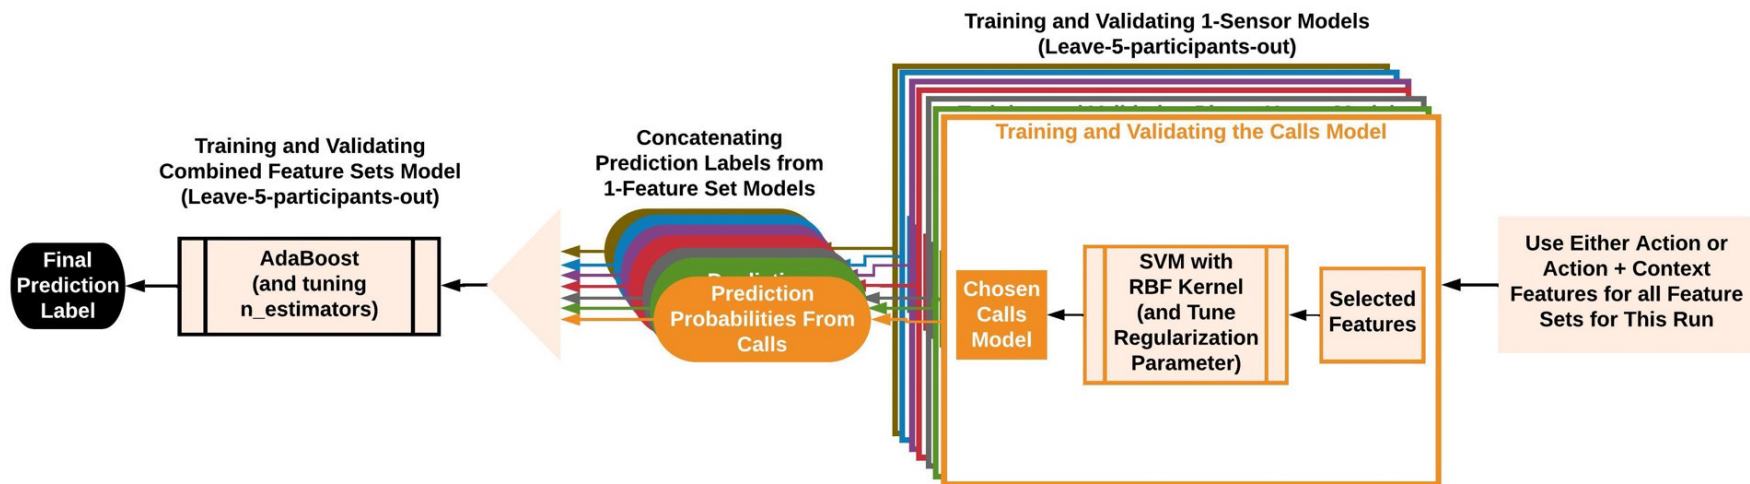 Training and Validating 1-Sensor Models
(Leave-5-participants-out)
Training and Validating the Calls Model
Training and Validating
Combined Feature Sets Model
(Leave-5-participants-out)
Concatenating
Prediction Labels from
1-Feature Set Models
Final
Prediction
Label
AdaBoost
(and tuning
n_estimators)
Prediction
Probabilities From
Calls
Chosen
Calls
Model
SVM with
RBF Kernel
(and Tune
Regularization
Parameter)
Selected
Features
Use Either Action or
Action + Context
Features for all Feature
Sets for This Run